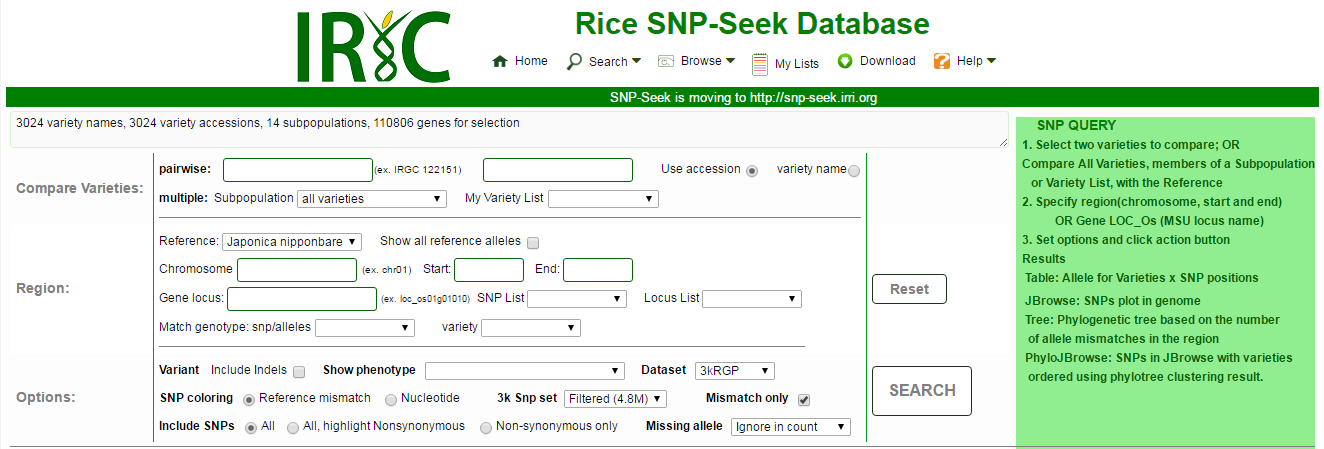 IRIC
Rice SNP-Seek Database
Home Search Browse My Lists Download Help
SNP-Seek is moving to http://snp-seek.irri.org
3024 variety names, 3024 variety accessions, 14 subpopulations, 110806 genes for selection
Compare Varieties:
pairwise: (ex. IRGC 122151) Use accession variety name
multiple: Subpopulation all varieties My Variety List
Region:
Reference: Japonica nipponbare Show all reference alleles
Chromosome (ex. chr01) Start: End:
Gene locus: (ex. loc_os01g01010) SNP List Locus List
Match genotype: snp/alleles variety
Reset
Options:
Variant Include Indels Show phenotype Dataset 3kRGP
SNP coloring Reference mismatch Nucleotide 3k Snp set Filtered (4.8M) Mismatch only
Include SNPs All All, highlight Nonsynonymous Non-synonymous only Missing allele Ignore in count
SEARCH
SNP QUERY
1. Select two varieties to compare; OR
Compare All Varieties, members of a Subpopulation
or Variety List, with the Reference
2. Specify region(chromosome, start and end)
OR Gene LOC_Os (MSU locus name)
3. Set options and click action button
Results
Table: Allele for Varieties x SNP positions
JBrowse: SNPs plot in genome
Tree: Phylogenetic tree based on the number
of allele mismatches in the region
PhyloJBrowse: SNPs in JBrowse with varieties
ordered using phylotree clustering result.